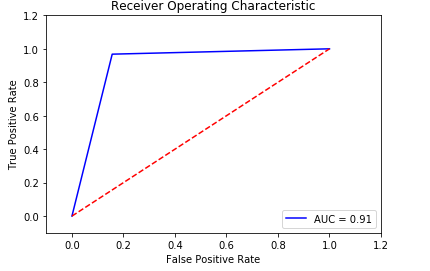 Receiver Operating Characteristic
True Positive Rate
1.2
1.0
0.8
0.6
0.4
0.2
0.0
AUC = 0.91
0.0 0.2 0.4 0.6 0.8 1.0 1.2
False Positive Rate